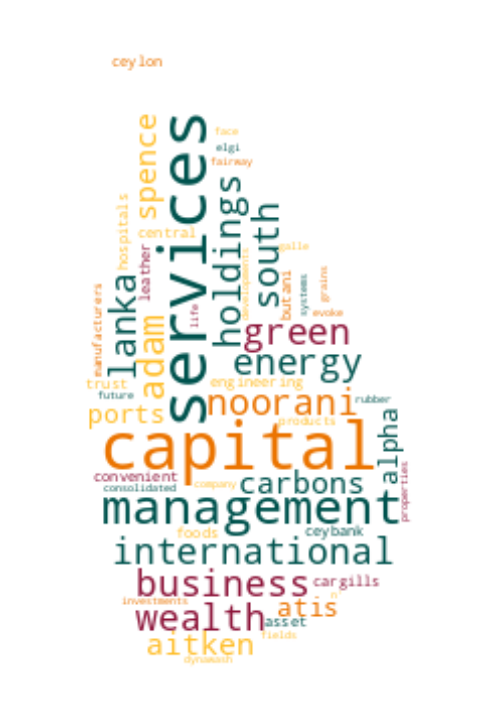 ceylon
services
spence
face
elgi
fairway
holdings
south
hospitals
central
leather
galle
developments
lanka
life
adam
butani
systems
grains
manufacturers
evoke
green
energy
trust
future
engineering
noorani
rubber
ports
products
alpha
capital
convenient
consolidated
company
carbons
properties
management
foods
ceybank
international
business
cargills
investments
atis
n'
wealth
asset
aitken
fields
dynawash